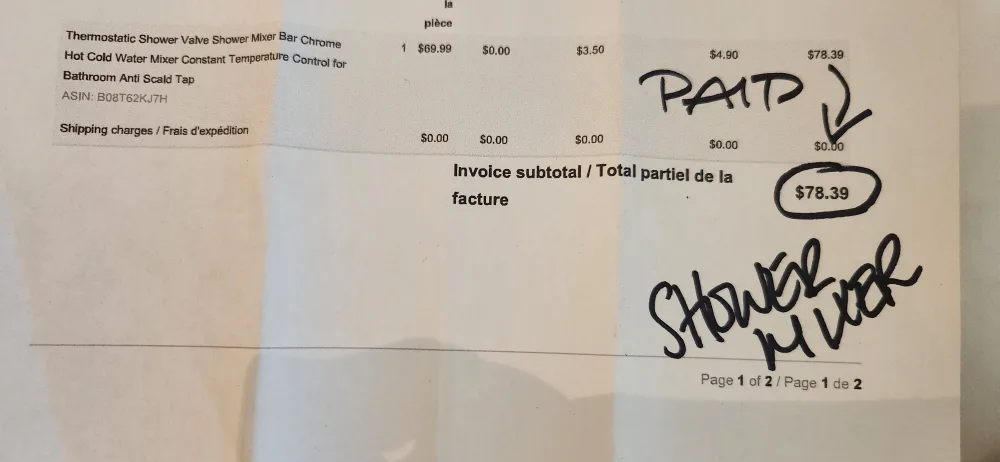 la
pièce
Thermostatic Shower Valve Shower Mixer Bar Chrome
Hot Cold Water Mixer Constant Temperature Control for
Bathroom Anti Scald Tap
ASIN: B08T62KJ7H
1 $69.99 $0.00 $3.50 $4.90 $78.39
PAID
Shipping charges / Frais d'expédition
$0.00 $0.00 $0.00 $0.00 $0.00
Invoice subtotal / Total partiel de la
facture
$78.39
SHOWER
MIXER
Page 1 of 2 / Page 1 de 2